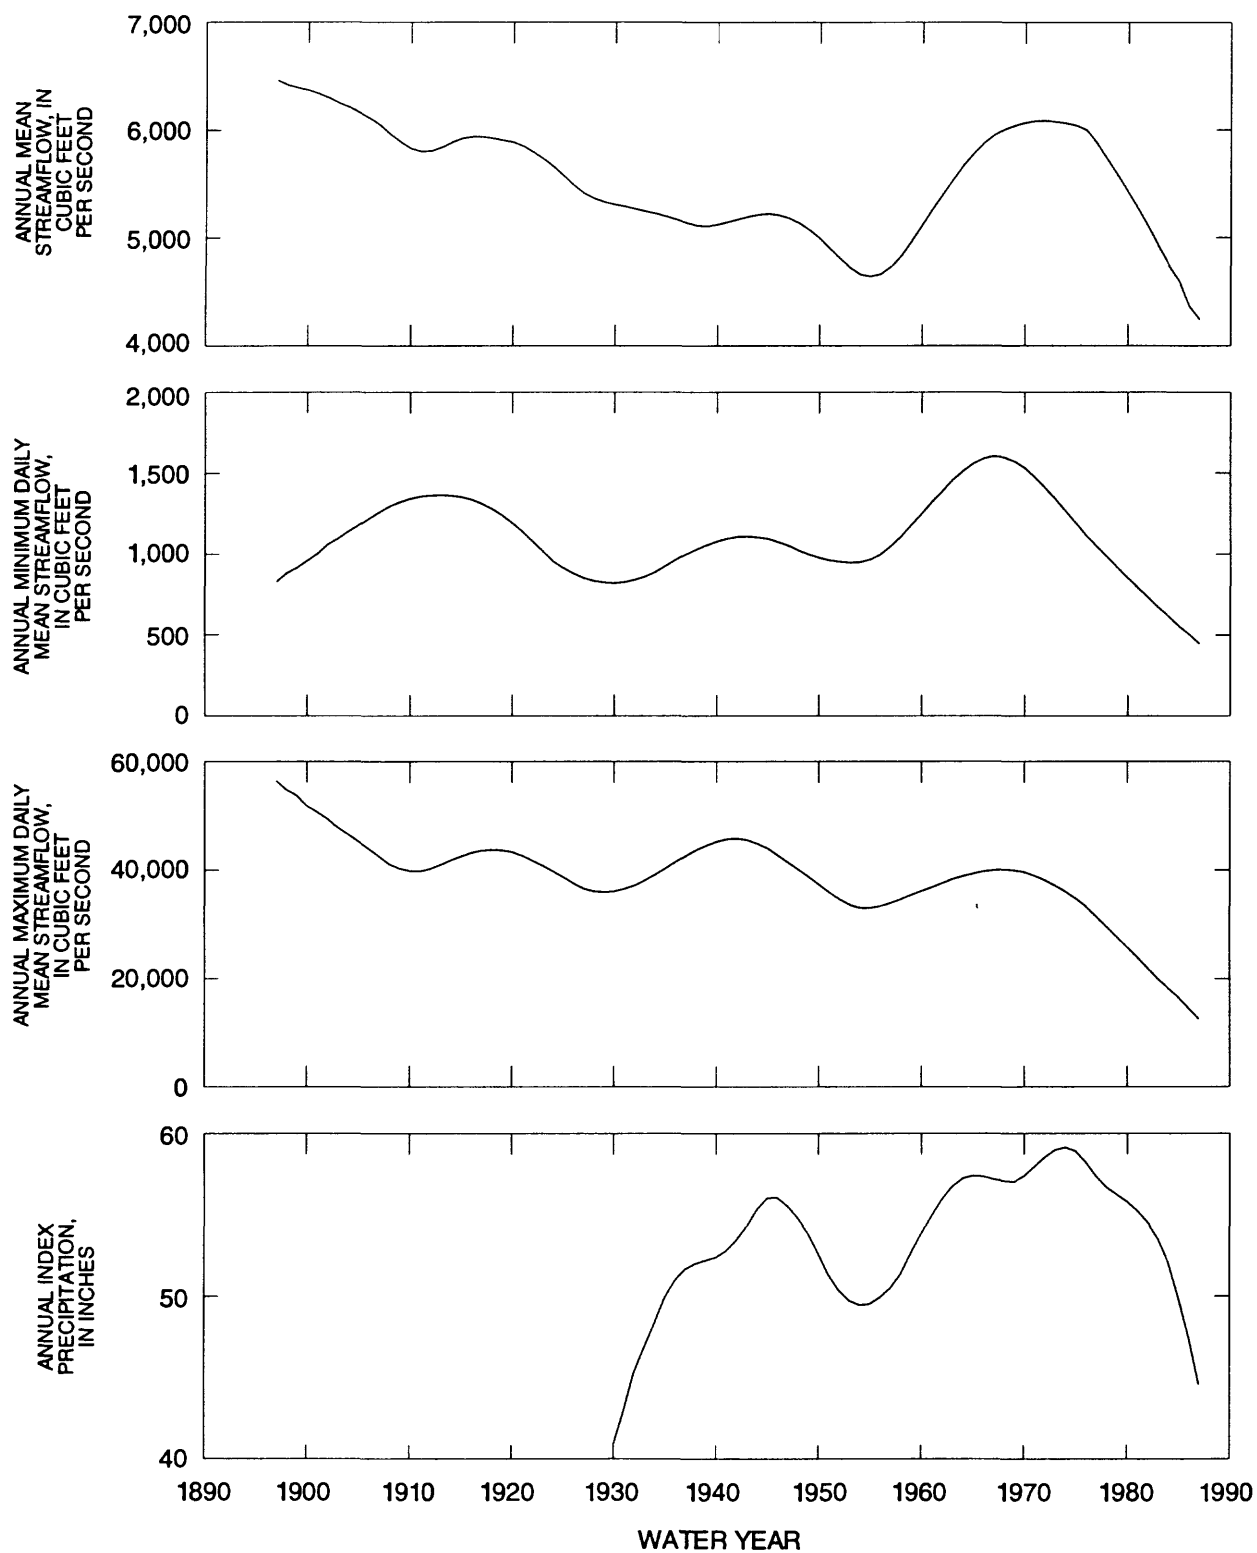 ANNUAL MEAN
STREAMFLOW, IN
CUBIC FEET
PER SECOND
7,000
6,000
5,000
4,000
ANNUAL MINIMUM DAILY
MEAN STREAMFLOW,
IN CUBIC FEET
PER SECOND
2,000
1,500
1,000
500
0
ANNUAL MAXIMUM DAILY
MEAN STREAMFLOW,
IN CUBIC FEET
PER SECOND
60,000
40,000
20,000
0
ANNUAL INDEX
PRECIPITATION,
IN INCHES
60
50
40
1890 1900 1910 1920 1930 1940 1950 1960 1970 1980 1990
WATER YEAR